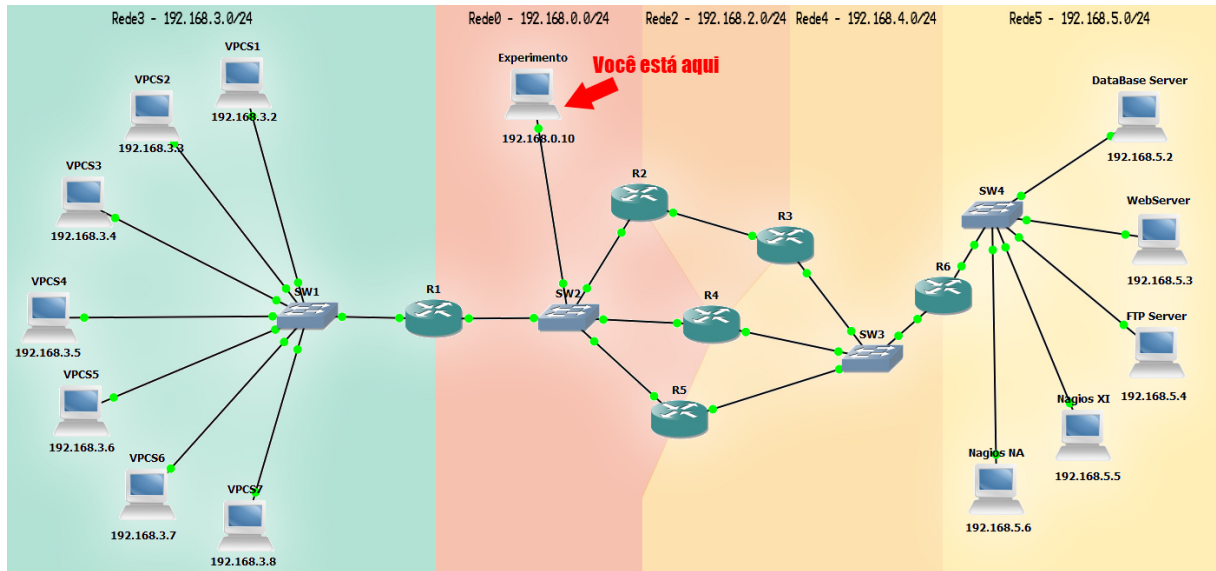 Rede3 - 192.168.3.0/24
Rede0 - 192.168.0.0/24
Rede2 - 192.168.2.0/24
Rede4 - 192.168.4.0/24
Rede5 - 192.168.5.0/24
VPCS1
192.168.3.2
VPCS2
192.168.3.3
VPCS3
192.168.3.4
VPCS4
192.168.3.5
VPCS5
192.168.3.6
VPCS6
192.168.3.7
VPCS7
192.168.3.8
SW1
R1
Experimento
Você está aqui
192.168.0.10
SW2
R2
R3
R4
R5
SW3
R6
SW4
DataBase Server
192.168.5.2
WebServer
192.168.5.3
FTP Server
192.168.5.4
Nagios XI
192.168.5.5
Nagios NA
192.168.5.6